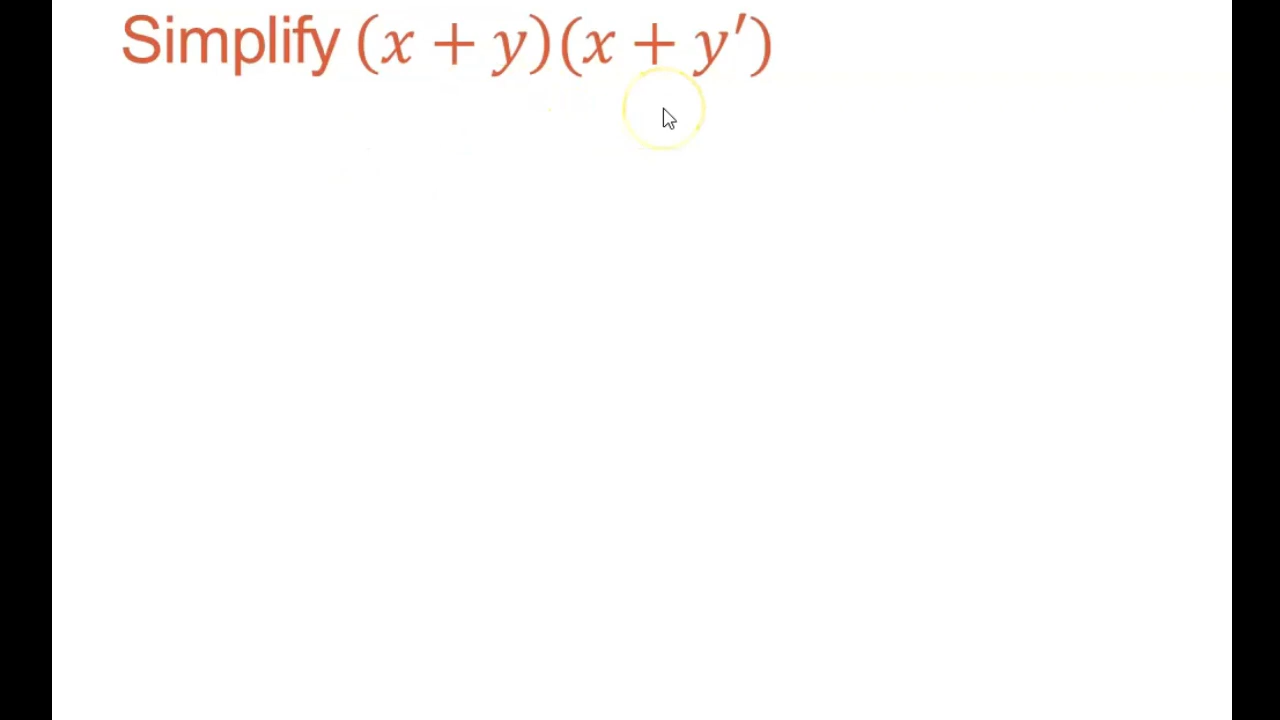 Simplify (x + y)(x + y′)